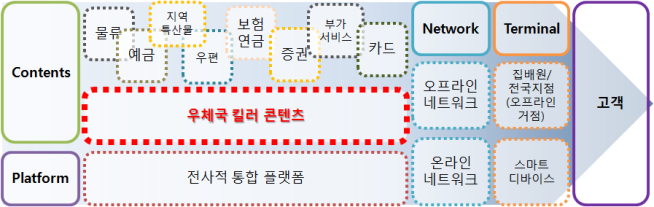 Contents
물류
예금
지역
특산물
우편
보험
연금
증권
부가
서비스
카드
우체국 킬러 콘텐츠
Platform
전사적 통합 플랫폼
Network
오프라인
네트워크
온라인
네트워크
Terminal
집배원/
전국지점
(오프라인
거점)
스마트
디바이스
고객